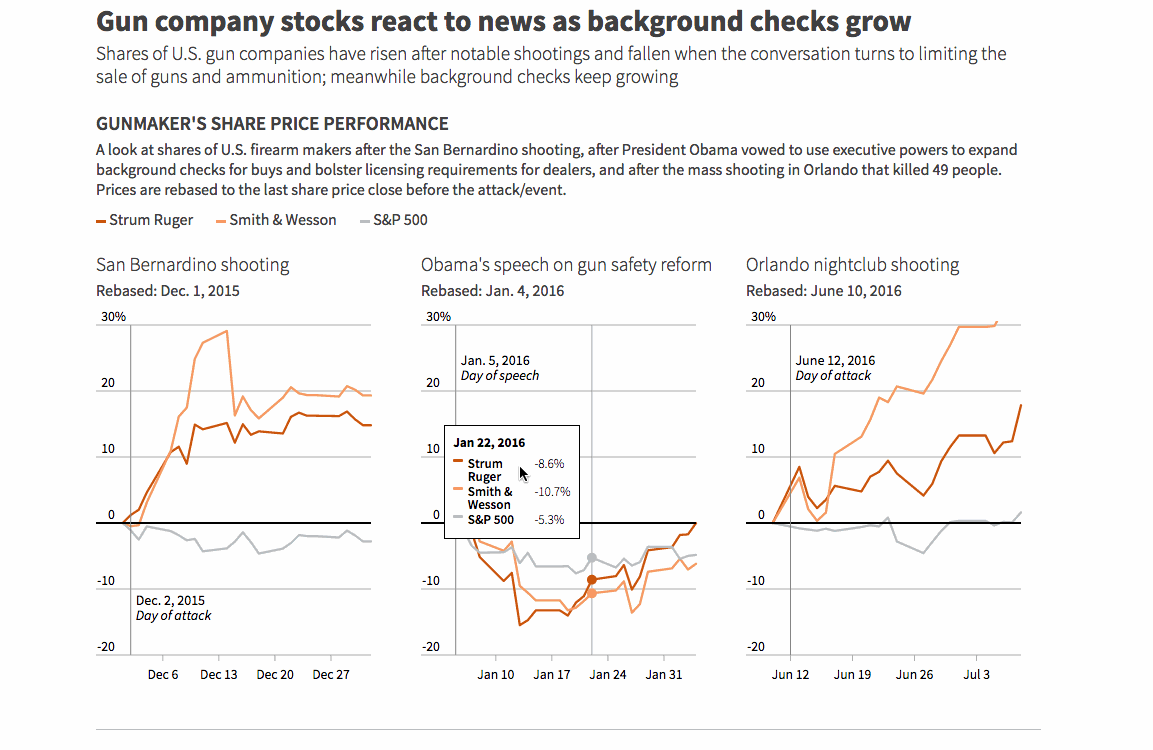 Gun company stocks react to news as background checks grow
Shares of U.S. gun companies have risen after notable shootings and fallen when the conversation turns to limiting the
sale of guns and ammunition; meanwhile background checks keep growing
GUNMAKER'S SHARE PRICE PERFORMANCE
A look at shares of U.S. firearm makers after the San Bernardino shooting, after President Obama vowed to use executive powers to expand
background checks for buys and bolster licensing requirements for dealers, and after the mass shooting in Orlando that killed 49 people.
Prices are rebased to the last share price close before the attack/event.
Strum Ruger Smith & Wesson S&P 500
San Bernardino shooting
Rebased: Dec. 1, 2015
30%
20
10
0
-10
-20
Dec. 2, 2015
Day of attack
Dec 6 Dec 13 Dec 20 Dec 27
Obama's speech on gun safety reform
Rebased: Jan. 4, 2016
30%
20
10
0
-10
-20
Jan. 5, 2016
Day of speech
Jan 22, 2016
Strum -8.6%
Ruger
Smith & -10.7%
Wesson
S&P 500 -5.3%
Jan 10 Jan 17 Jan 24 Jan 31
Orlando nightclub shooting
Rebased: June 10, 2016
30%
20
10
0
-10
-20
June 12, 2016
Day of attack
Jun 12 Jun 19 Jun 26 Jul 3